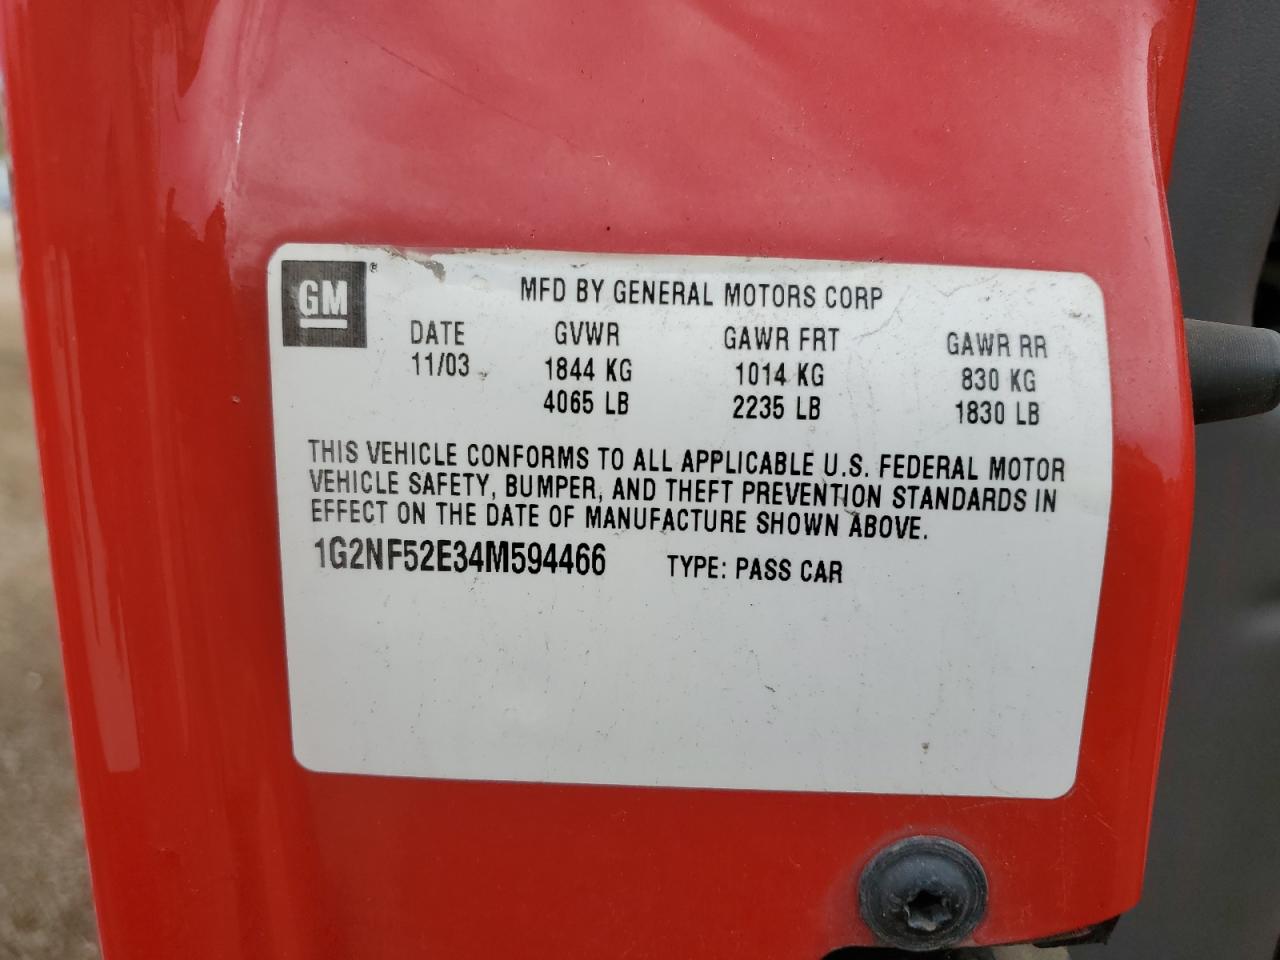 GM
MFD BY GENERAL MOTORS CORP
DATE GVWR GAWR FRT GAWR RR
11/03 1844 KG 1014 KG 830 KG
4065 LB 2235 LB 1830 LB
THIS VEHICLE CONFORMS TO ALL APPLICABLE U.S. FEDERAL MOTOR
VEHICLE SAFETY, BUMPER, AND THEFT PREVENTION STANDARDS IN
EFFECT ON THE DATE OF MANUFACTURE SHOWN ABOVE.
1G2NF52E34M594466 TYPE: PASS CAR